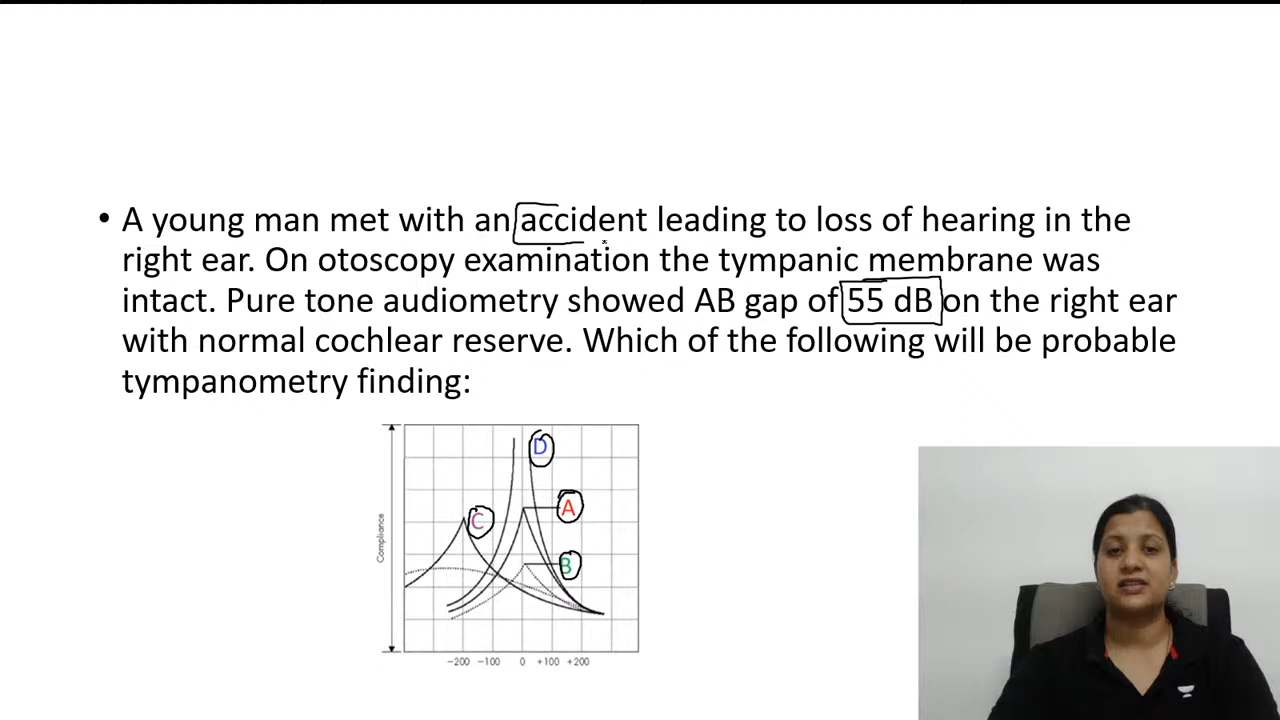 • A young man met with an accident leading to loss of hearing in the
right ear. On otoscopy examination the tympanic membrane was
intact. Pure tone audiometry showed AB gap of 55 dB on the right ear
with normal cochlear reserve. Which of the following will be probable
tympanometry finding:
D
A
C
B
Compliance
−200 −100 0 +100 +200